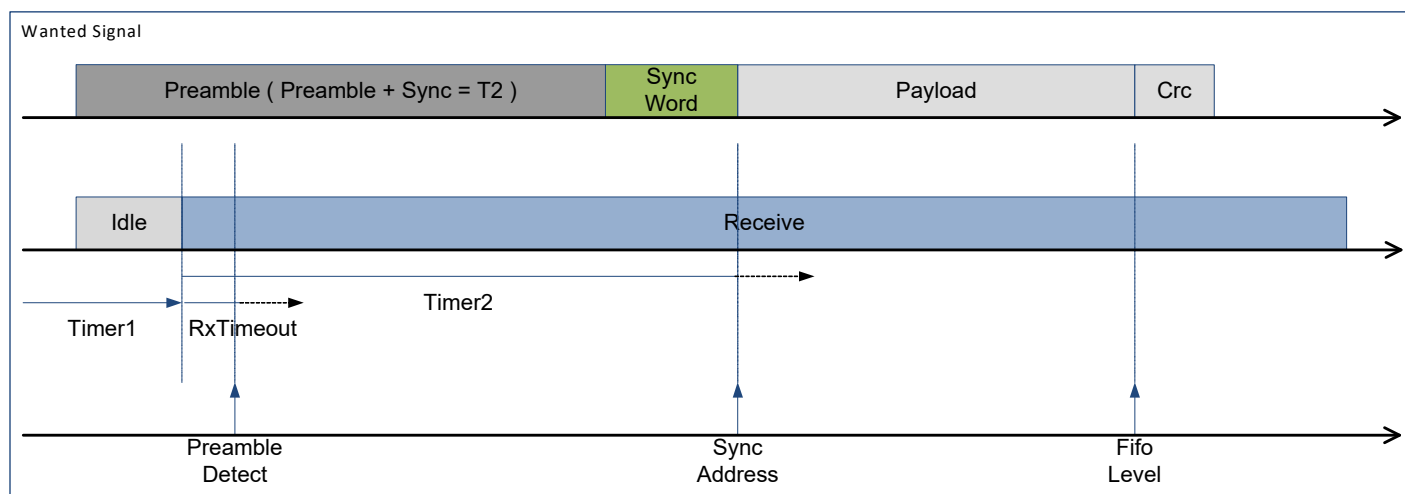 Wanted Signal
Preamble ( Preamble + Sync = T2 )
Sync
Word
Payload
Crc
Idle
Receive
Timer1
RxTimeout
Timer2
Preamble
Detect
Sync
Address
Fifo
Level